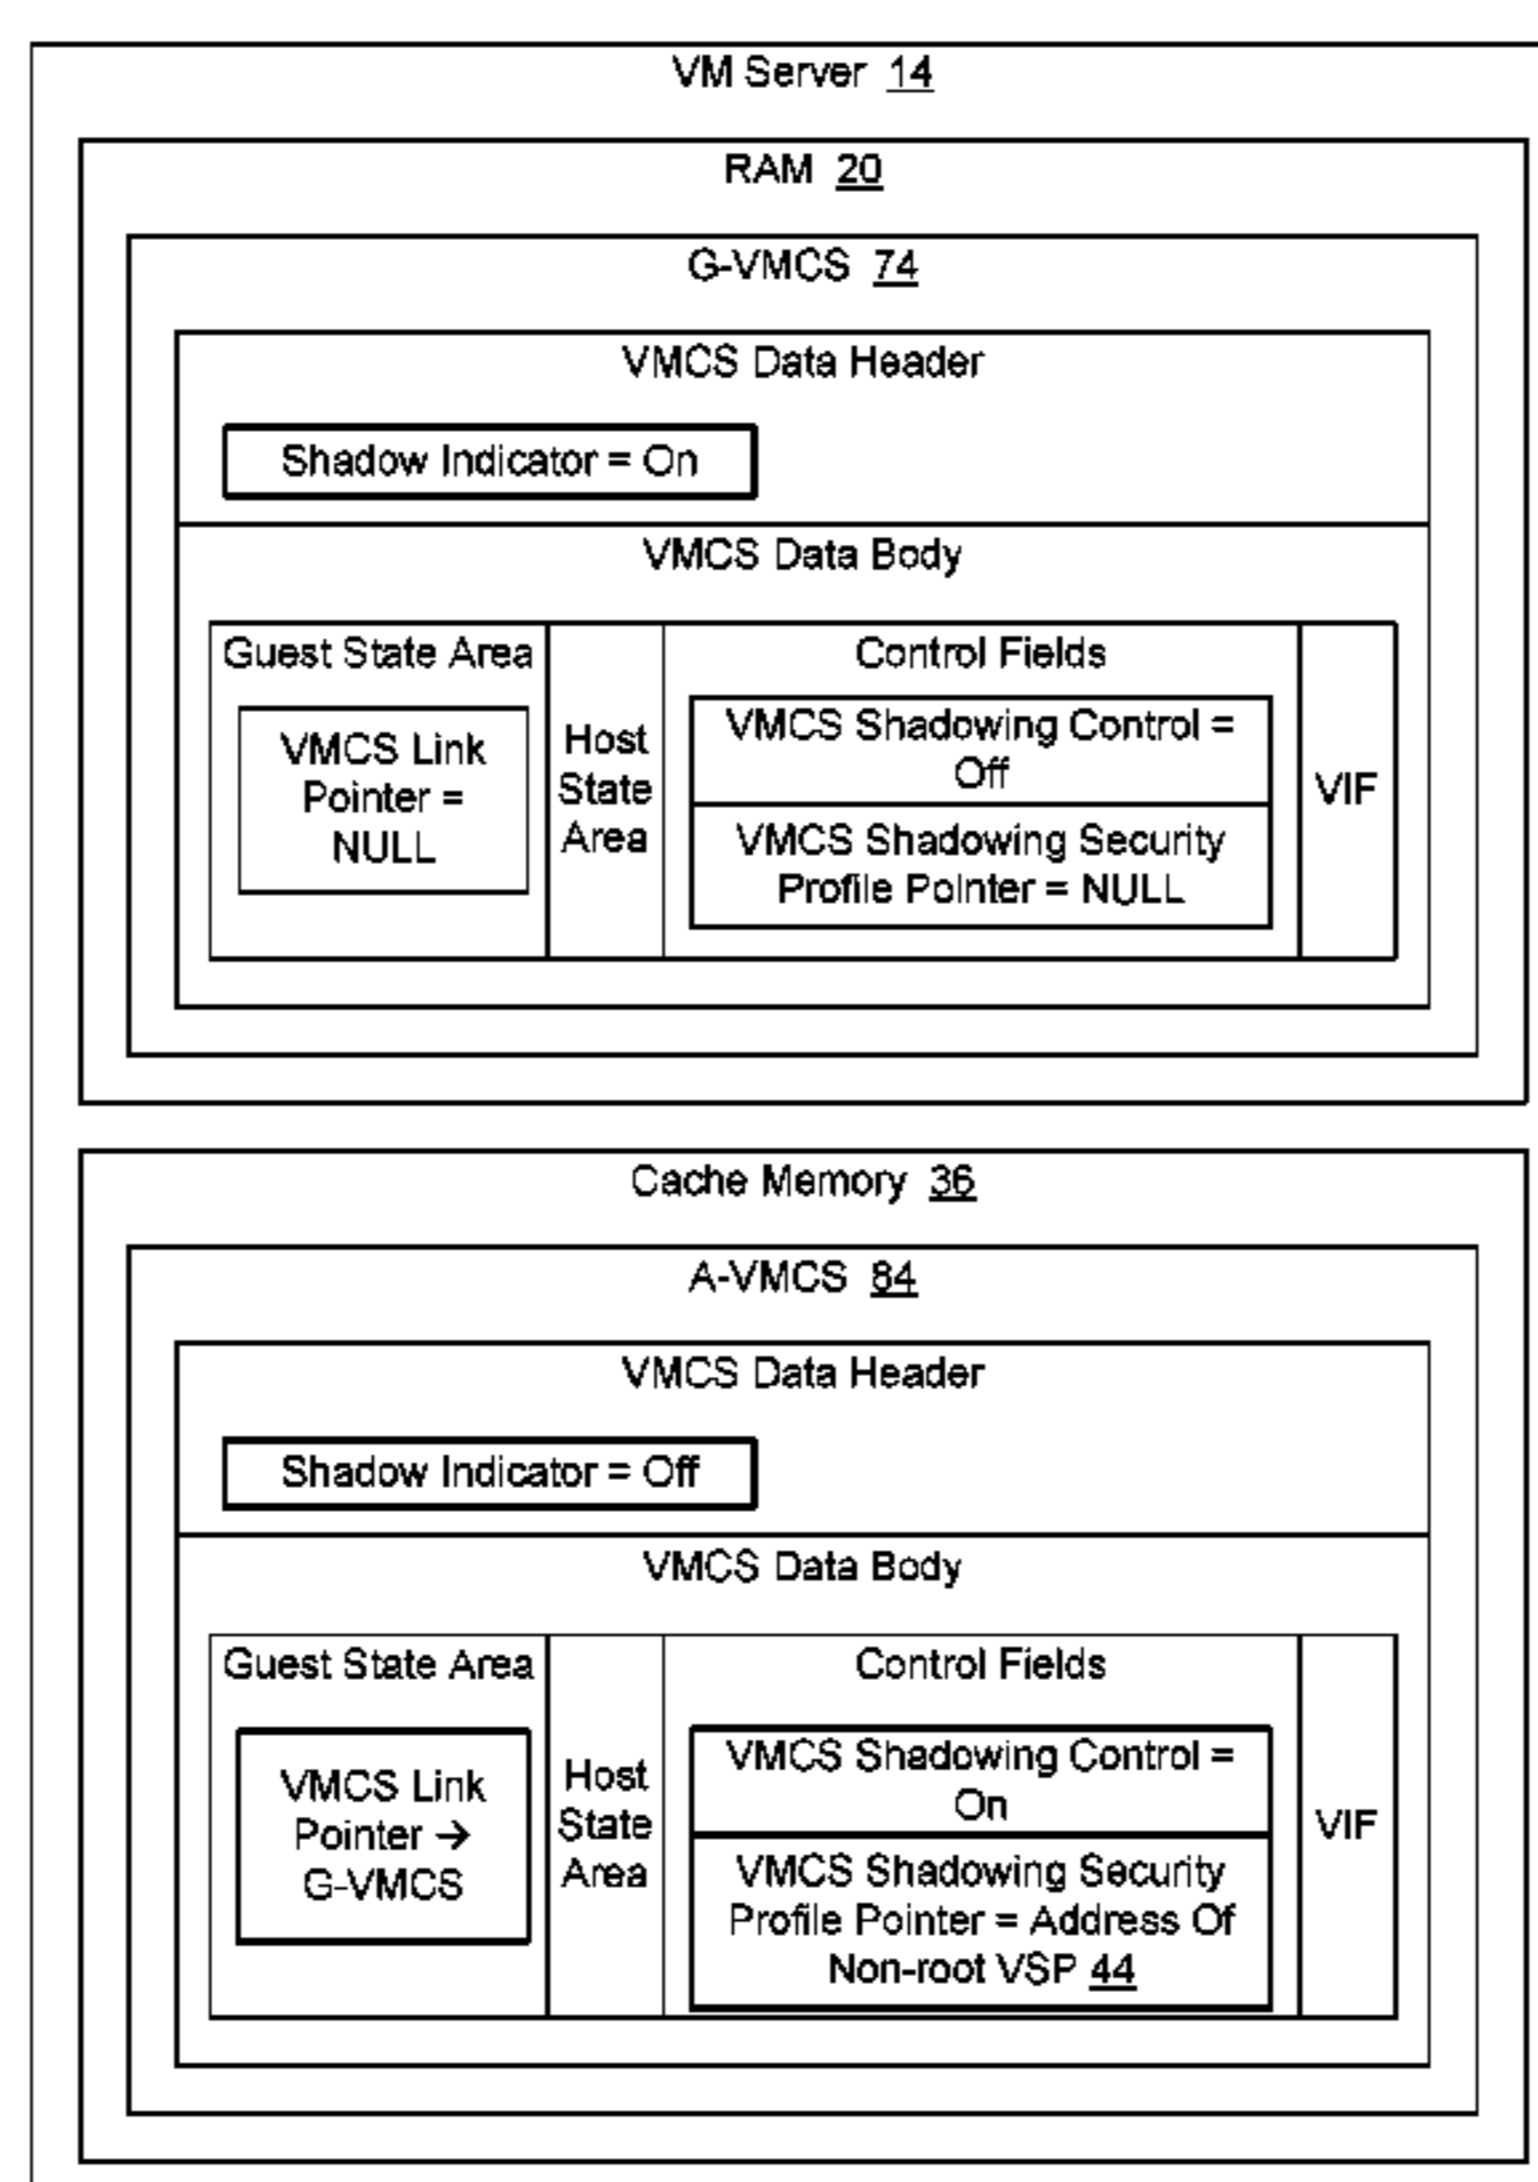 VM Server 14
RAM 20
G-VMCS 74
VMCS Data Header
Shadow Indicator = On
VMCS Data Body
Guest State Area
VMCS Link
Pointer =
NULL
Host
State
Area
Control Fields
VMCS Shadowing Control =
Off
VMCS Shadowing Security
Profile Pointer = NULL
VIF
Cache Memory 36
A-VMCS 84
VMCS Data Header
Shadow Indicator = Off
VMCS Data Body
Guest State Area
VMCS Link
Pointer →
G-VMCS
Host
State
Area
Control Fields
VMCS Shadowing Control =
On
VMCS Shadowing Security
Profile Pointer = Address Of
Non-root VSP 44
VIF